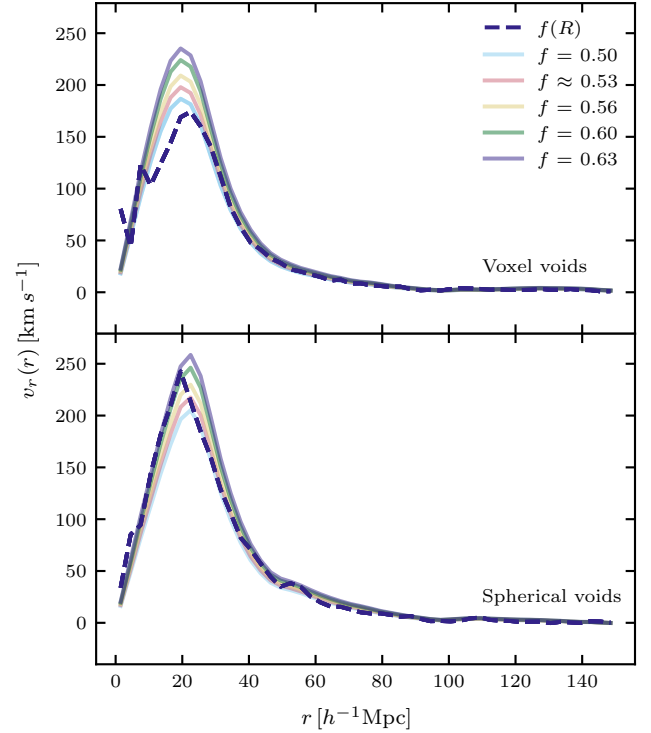 250
200
150
100
50
0
f(R)
f = 0.50
f ≈ 0.53
f = 0.56
f = 0.60
f = 0.63
Voxel voids
v_r(r) [km s⁻¹]
250
200
150
100
50
0
Spherical voids
0 20 40 60 80 100 120 140
r [h⁻¹Mpc]